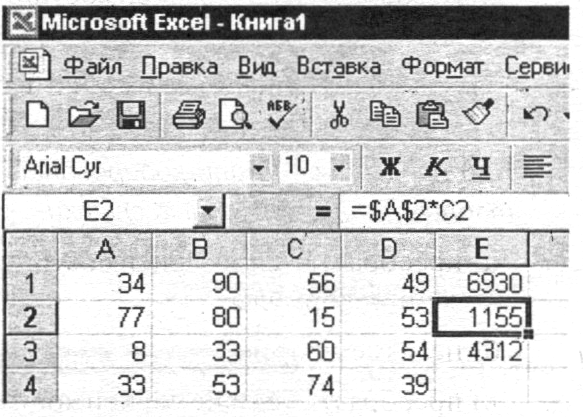 Microsoft Excel - Книга1
Файл Правка Вид Вставка Формат Серви
АБВ
Arial Cyr 10 Ж К Ч
E2 = =$A$2*C2
A B C D E
1 34 90 56 49 6930
2 77 80 15 53 1155
3 8 33 60 54 4312
4 33 53 74 39